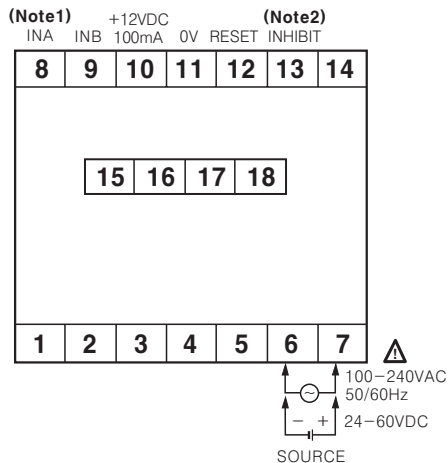 (Note1) +12VDC (Note2)
INA INB 100mA 0V RESET INHIBIT
8 9 10 11 12 13 14
15 16 17 18
1 2 3 4 5 6 7
100-240VAC
50/60Hz
- + 24-60VDC
SOURCE